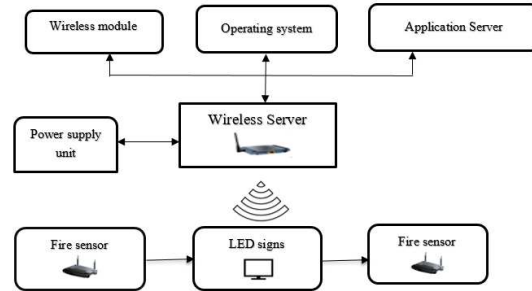 Wireless module
Operating system
Application Server
Wireless Server
Power supply
unit
Fire sensor
LED signs
Fire sensor